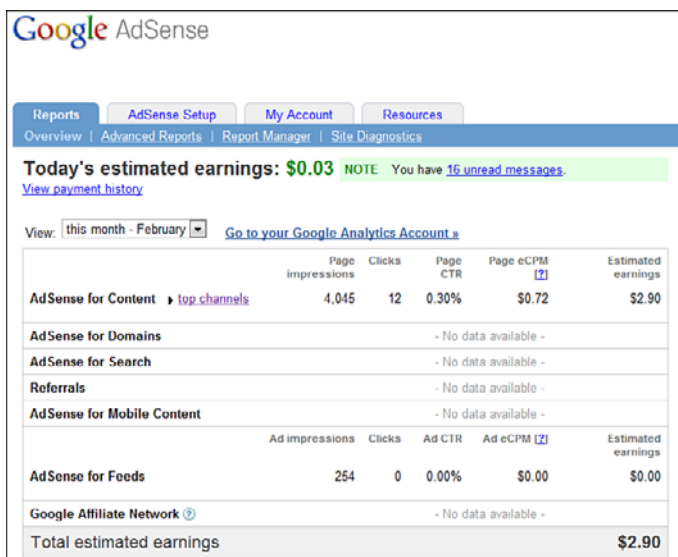 Google AdSense
Reports AdSense Setup My Account Resources
Overview | Advanced Reports | Report Manager | Site Diagnostics
Today's estimated earnings: $0.03 NOTE You have 16 unread messages.
View payment history
View: this month - February Go to your Google Analytics Account »
Page impressions Clicks Page CTR Page eCPM [?] Estimated earnings
AdSense for Content top channels 4,045 12 0.30% $0.72 $2.90
AdSense for Domains - No data available -
AdSense for Search - No data available -
Referrals - No data available -
AdSense for Mobile Content - No data available -
Ad impressions Clicks Ad CTR Ad eCPM [?] Estimated earnings
AdSense for Feeds 254 0 0.00% $0.00 $0.00
Google Affiliate Network ? - No data available -
Total estimated earnings $2.90